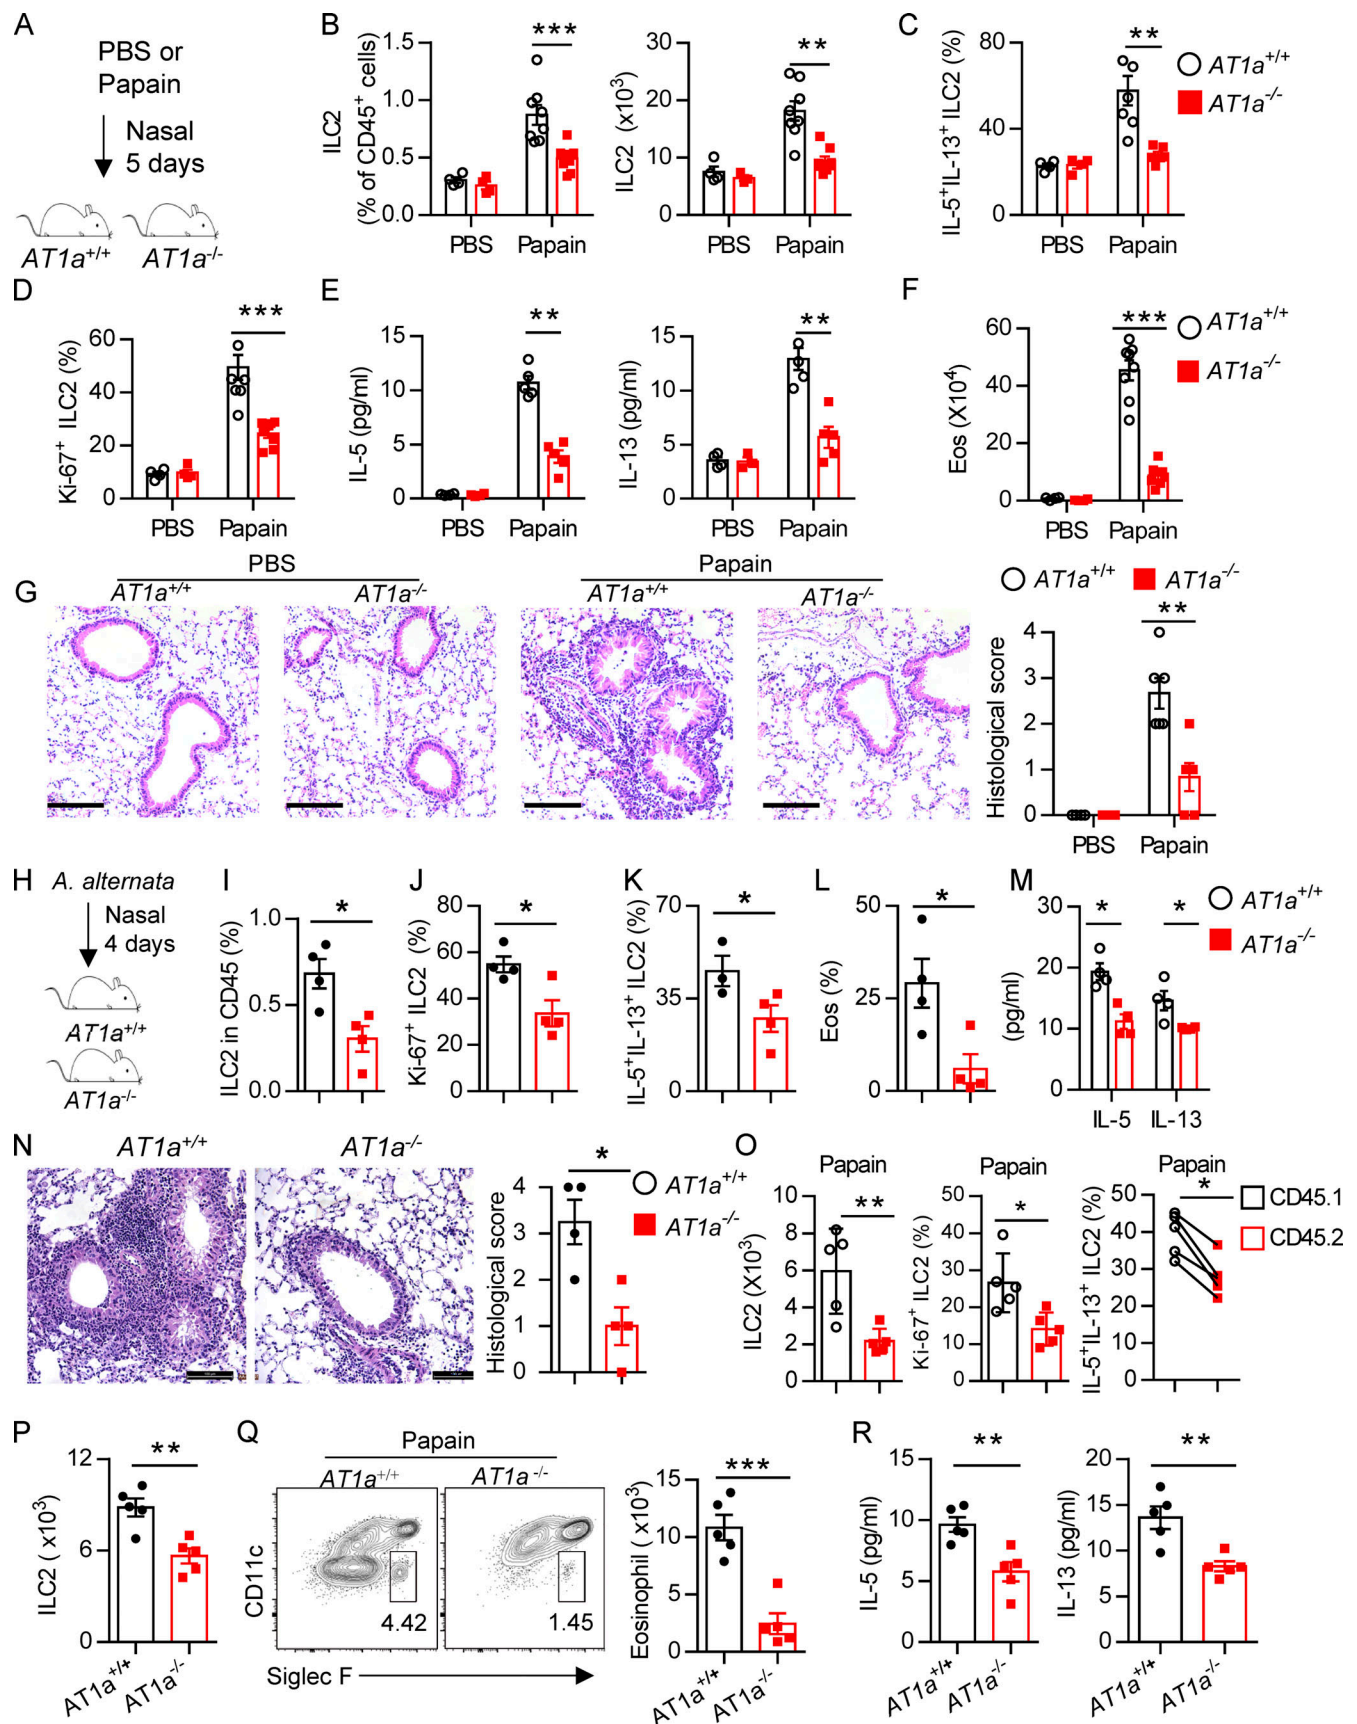 A
PBS or
Papain
Nasal
5 days
AT1a+/+ AT1a-/-
B
ILC2
(% of CD45+ cells)
1.5
1.0
0.5
0.0
***
PBS Papain
ILC2 (x10³)
30
20
10
0
**
PBS Papain
C
IL-5+IL-13+ ILC2 (%)
80
40
0
**
PBS Papain
AT1a+/+
AT1a-/-
D
Ki-67+ ILC2 (%)
60
40
20
0
***
PBS Papain
E
IL-5 (pg/ml)
15
10
5
0
**
PBS Papain
IL-13 (pg/ml)
15
10
5
0
**
PBS Papain
F
Eos (X10⁴)
60
40
20
0
***
PBS Papain
AT1a+/+
AT1a-/-
G
PBS Papain
AT1a+/+ AT1a-/- AT1a+/+ AT1a-/-
AT1a+/+ AT1a-/-
Histological score
4
3
2
1
0
**
PBS Papain
H
A. alternata
Nasal
4 days
AT1a+/+
AT1a-/-
I
ILC2 in CD45 (%)
1.0
0.5
0.0
*
J
Ki-67+ ILC2 (%)
80
60
40
20
0
*
K
IL-5+IL-13+ ILC2 (%)
70
35
0
*
L
Eos (%)
50
25
0
*
M
(pg/ml)
30
20
10
0
* *
IL-5 IL-13
AT1a+/+
AT1a-/-
N
AT1a+/+ AT1a-/-
Histological score
4
3
2
1
0
*
AT1a+/+
AT1a-/-
O
Papain
ILC2 (X10³)
10
8
6
4
2
0
**
Papain
Ki-67+ ILC2 (%)
50
40
30
20
10
0
*
Papain
IL-5+IL-13+ ILC2 (%)
50
40
30
20
10
0
*
CD45.1
CD45.2
P
ILC2 ( x10³)
12
6
0
**
AT1a+/+ AT1a-/-
Q
Papain
AT1a+/+ AT1a-/-
CD11c
4.42 1.45
Siglec F
Eosinophil ( x10³)
15
10
5
0
***
AT1a+/+ AT1a-/-
R
IL-5 (pg/ml)
15
10
5
0
**
AT1a+/+ AT1a-/-
IL-13 (pg/ml)
20
15
10
5
0
**
AT1a+/+ AT1a-/-